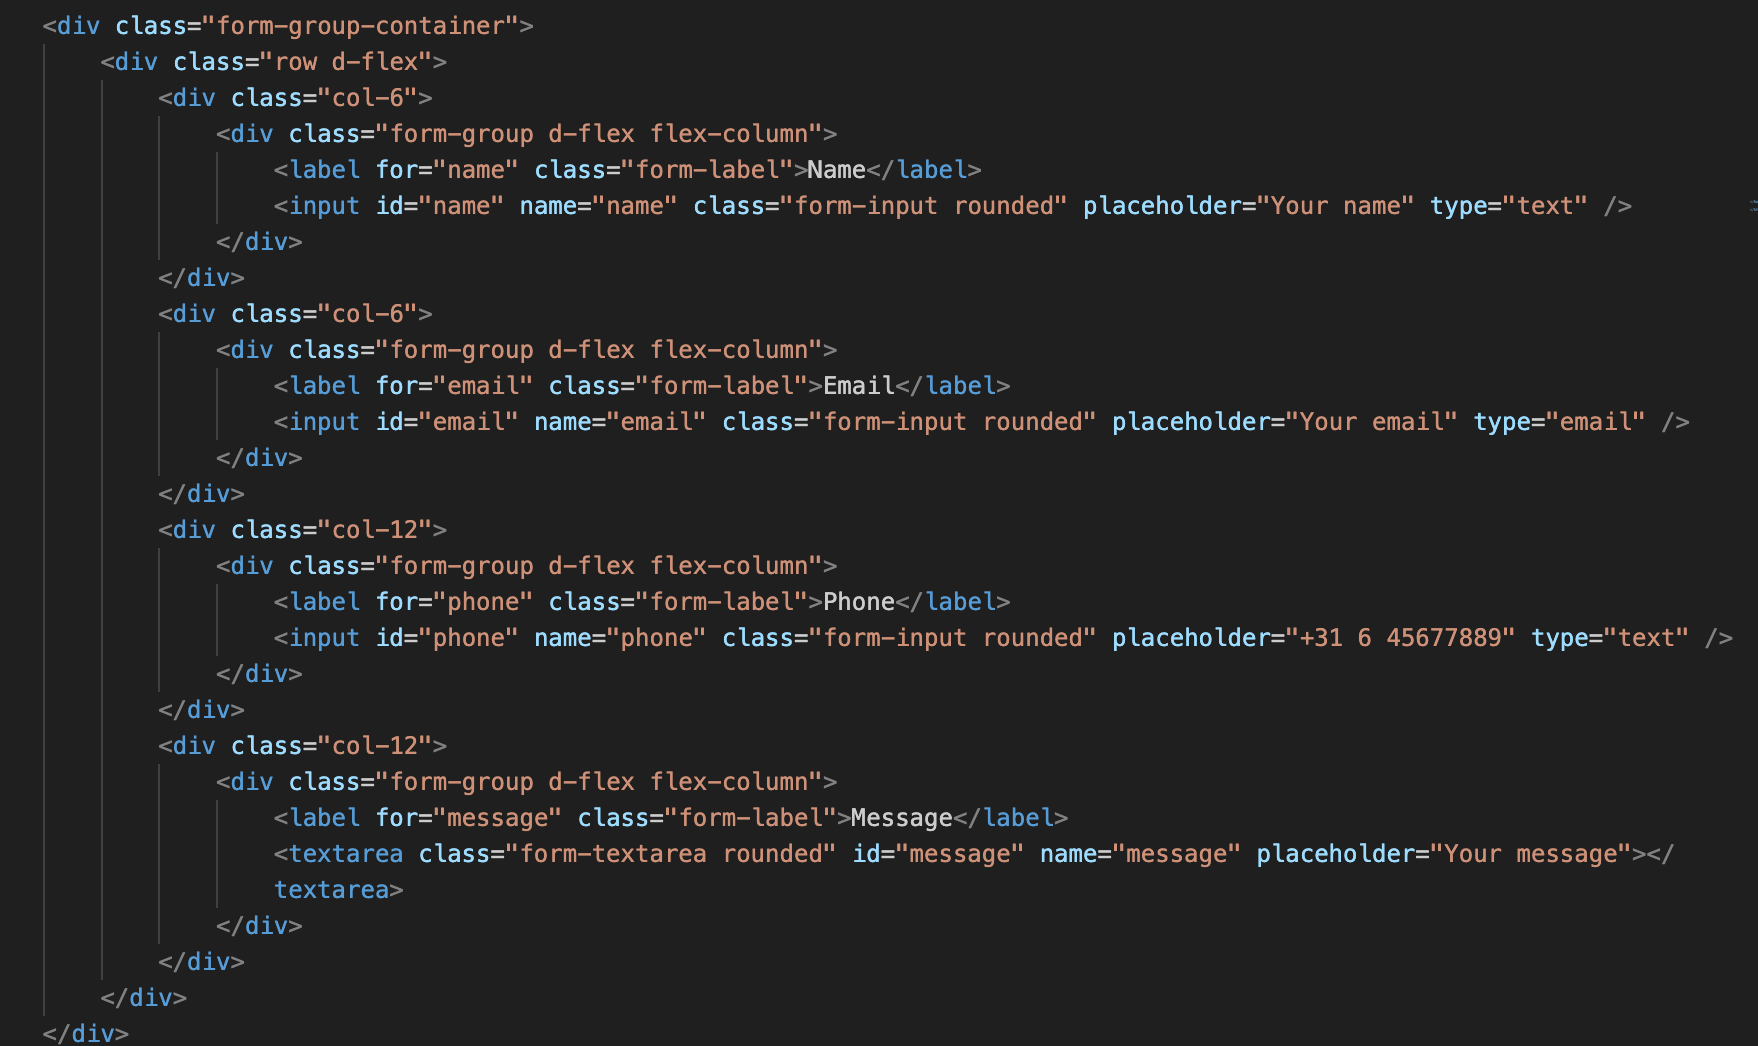 <div class="form-group-container">
<div class="row d-flex">
<div class="col-6">
<div class="form-group d-flex flex-column">
<label for="name" class="form-label">Name</label>
<input id="name" name="name" class="form-input rounded" placeholder="Your name" type="text" />
</div>
</div>
<div class="col-6">
<div class="form-group d-flex flex-column">
<label for="email" class="form-label">Email</label>
<input id="email" name="email" class="form-input rounded" placeholder="Your email" type="email" />
</div>
</div>
<div class="col-12">
<div class="form-group d-flex flex-column">
<label for="phone" class="form-label">Phone</label>
<input id="phone" name="phone" class="form-input rounded" placeholder="+31 6 45677889" type="text" />
</div>
</div>
<div class="col-12">
<div class="form-group d-flex flex-column">
<label for="message" class="form-label">Message</label>
<textarea class="form-textarea rounded" id="message" name="message" placeholder="Your message"></
textarea>
</div>
</div>
</div>
</div>